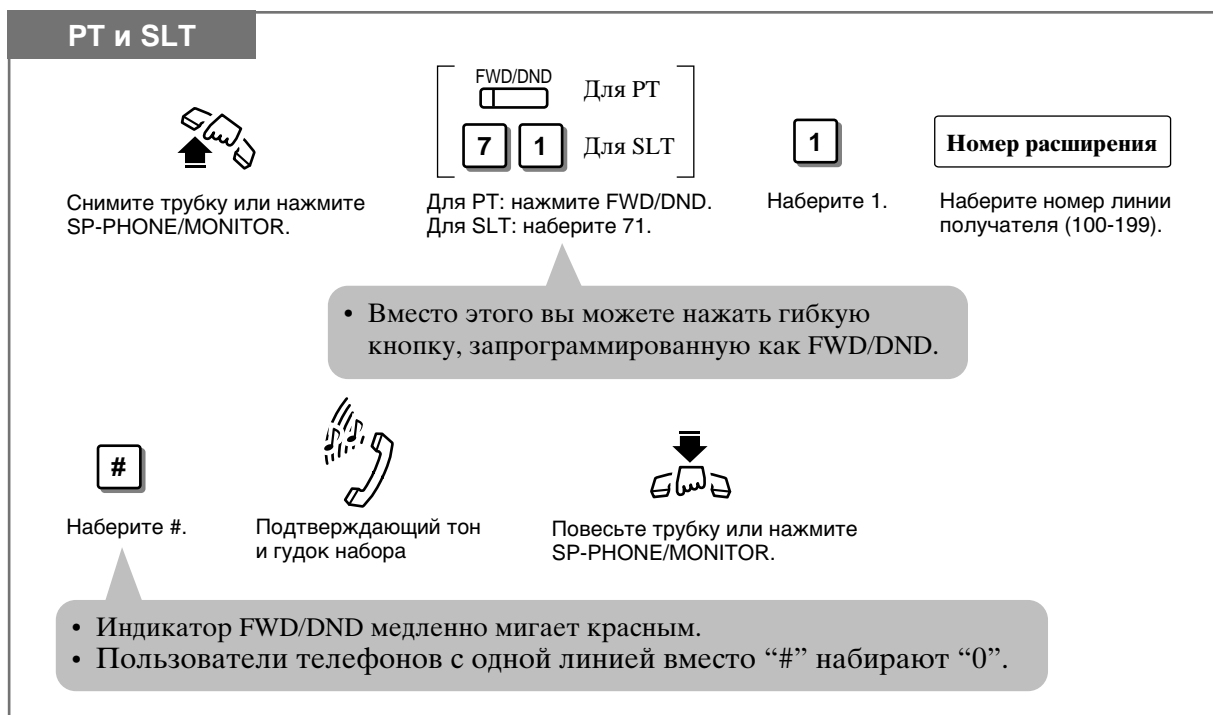 PT и SLT
FWD/DND
Для PT
7 1 Для SLT
1
Номер расширения
Снимите трубку или нажмите
SP-PHONE/MONITOR.
Для PT: нажмите FWD/DND.
Для SLT: наберите 71.
Наберите 1.
Наберите номер линии
получателя (100-199).
• Вместо этого вы можете нажать гибкую
кнопку, запрограммированную как FWD/DND.
#
Наберите #.
Подтверждающий тон
и гудок набора
Повесьте трубку или нажмите
SP-PHONE/MONITOR.
• Индикатор FWD/DND медленно мигает красным.
• Пользователи телефонов с одной линией вместо “#” набирают “0”.